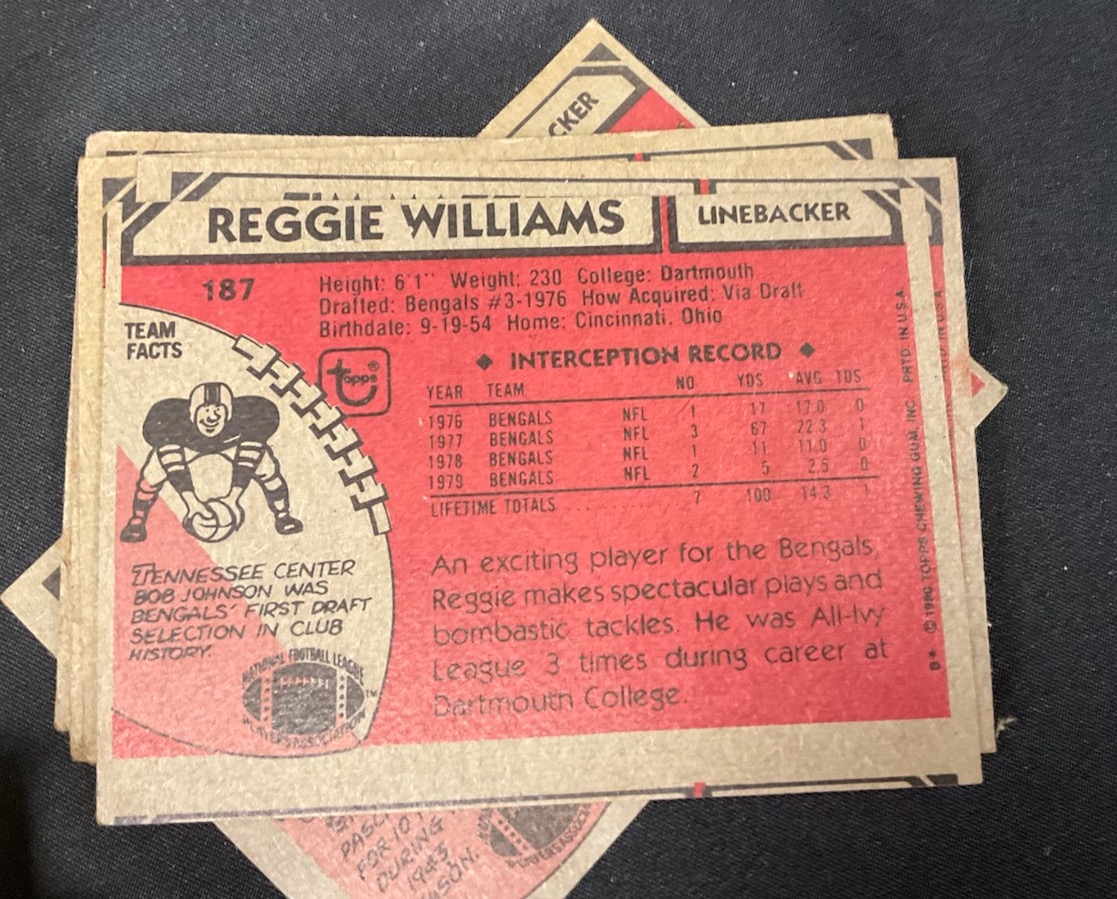 CKER
REGGIE WILLIAMS
LINEBACKER
187
Height: 6'1" Weight: 230 College: Dartmouth
Drafted: Bengals #3-1976 How Acquired: Via Draft
Birthdate: 9-19-54 Home: Cincinnati, Ohio
TEAM
FACTS
topps®
◆ INTERCEPTION RECORD ◆
YEAR TEAM NO. YDS AVG TDS
1976 BENGALS NFL 1 17 17.0 0
1977 BENGALS NFL 3 67 22.3 1
1978 BENGALS NFL 1 11 11.0 0
1979 BENGALS NFL 2 5 2.5 0
LIFETIME TOTALS 7 100 14.3 1
TENNESSEE CENTER
BOB JOHNSON WAS
BENGALS' FIRST DRAFT
SELECTION IN CLUB
HISTORY.
NATIONAL FOOTBALL LEAGUE
PLAYERS ASSOCIATION
TM
An exciting player for the Bengals,
Reggie makes spectacular plays and
bombastic tackles. He was All-Ivy
League 3 times during career at
Dartmouth College.
B* © 1980 TOPPS CHEWING GUM, INC. PRTD. IN U.S.A.
IN U.S.A.
FOR 10
DURING
1943